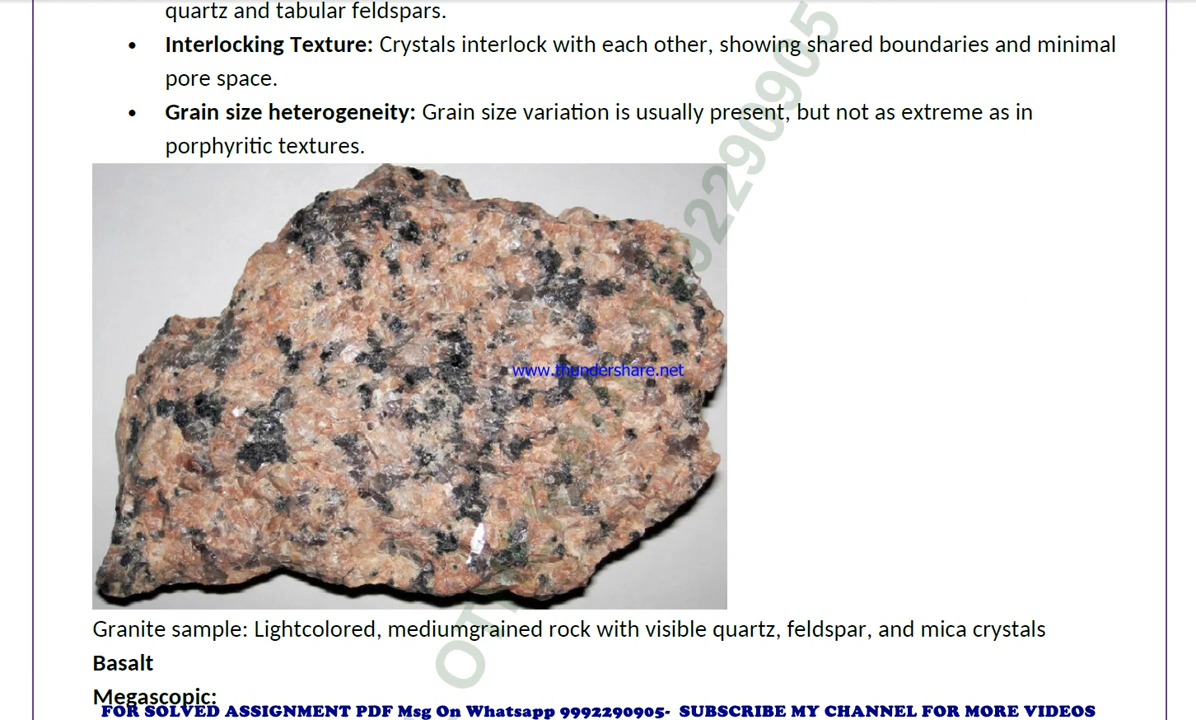 quartz and tabular feldspars.
• Interlocking Texture: Crystals interlock with each other, showing shared boundaries and minimal
pore space.
• Grain size heterogeneity: Grain size variation is usually present, but not as extreme as in
porphyritic textures.
www.thundershare.net
Granite sample: Lightcolored, mediumgrained rock with visible quartz, feldspar, and mica crystals
Basalt
Megascopic:
FOR SOLVED ASSIGNMENT PDF Msg On Whatsapp 9992290905- SUBSCRIBE MY CHANNEL FOR MORE VIDEOS